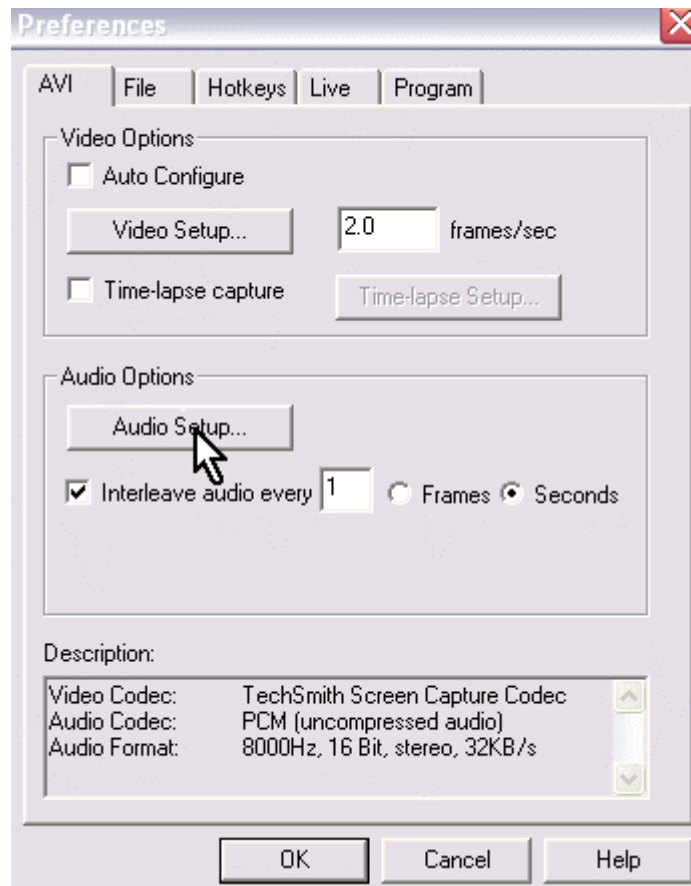 Preferences
AVI File Hotkeys Live Program
Video Options
Auto Configure
Video Setup... 2.0 frames/sec
Time-lapse capture Time-lapse Setup...
Audio Options
Audio Setup...
Interleave audio every 1 Frames Seconds
Description:
Video Codec: TechSmith Screen Capture Codec
Audio Codec: PCM (uncompressed audio)
Audio Format: 8000Hz, 16 Bit, stereo, 32KB/s
OK Cancel Help